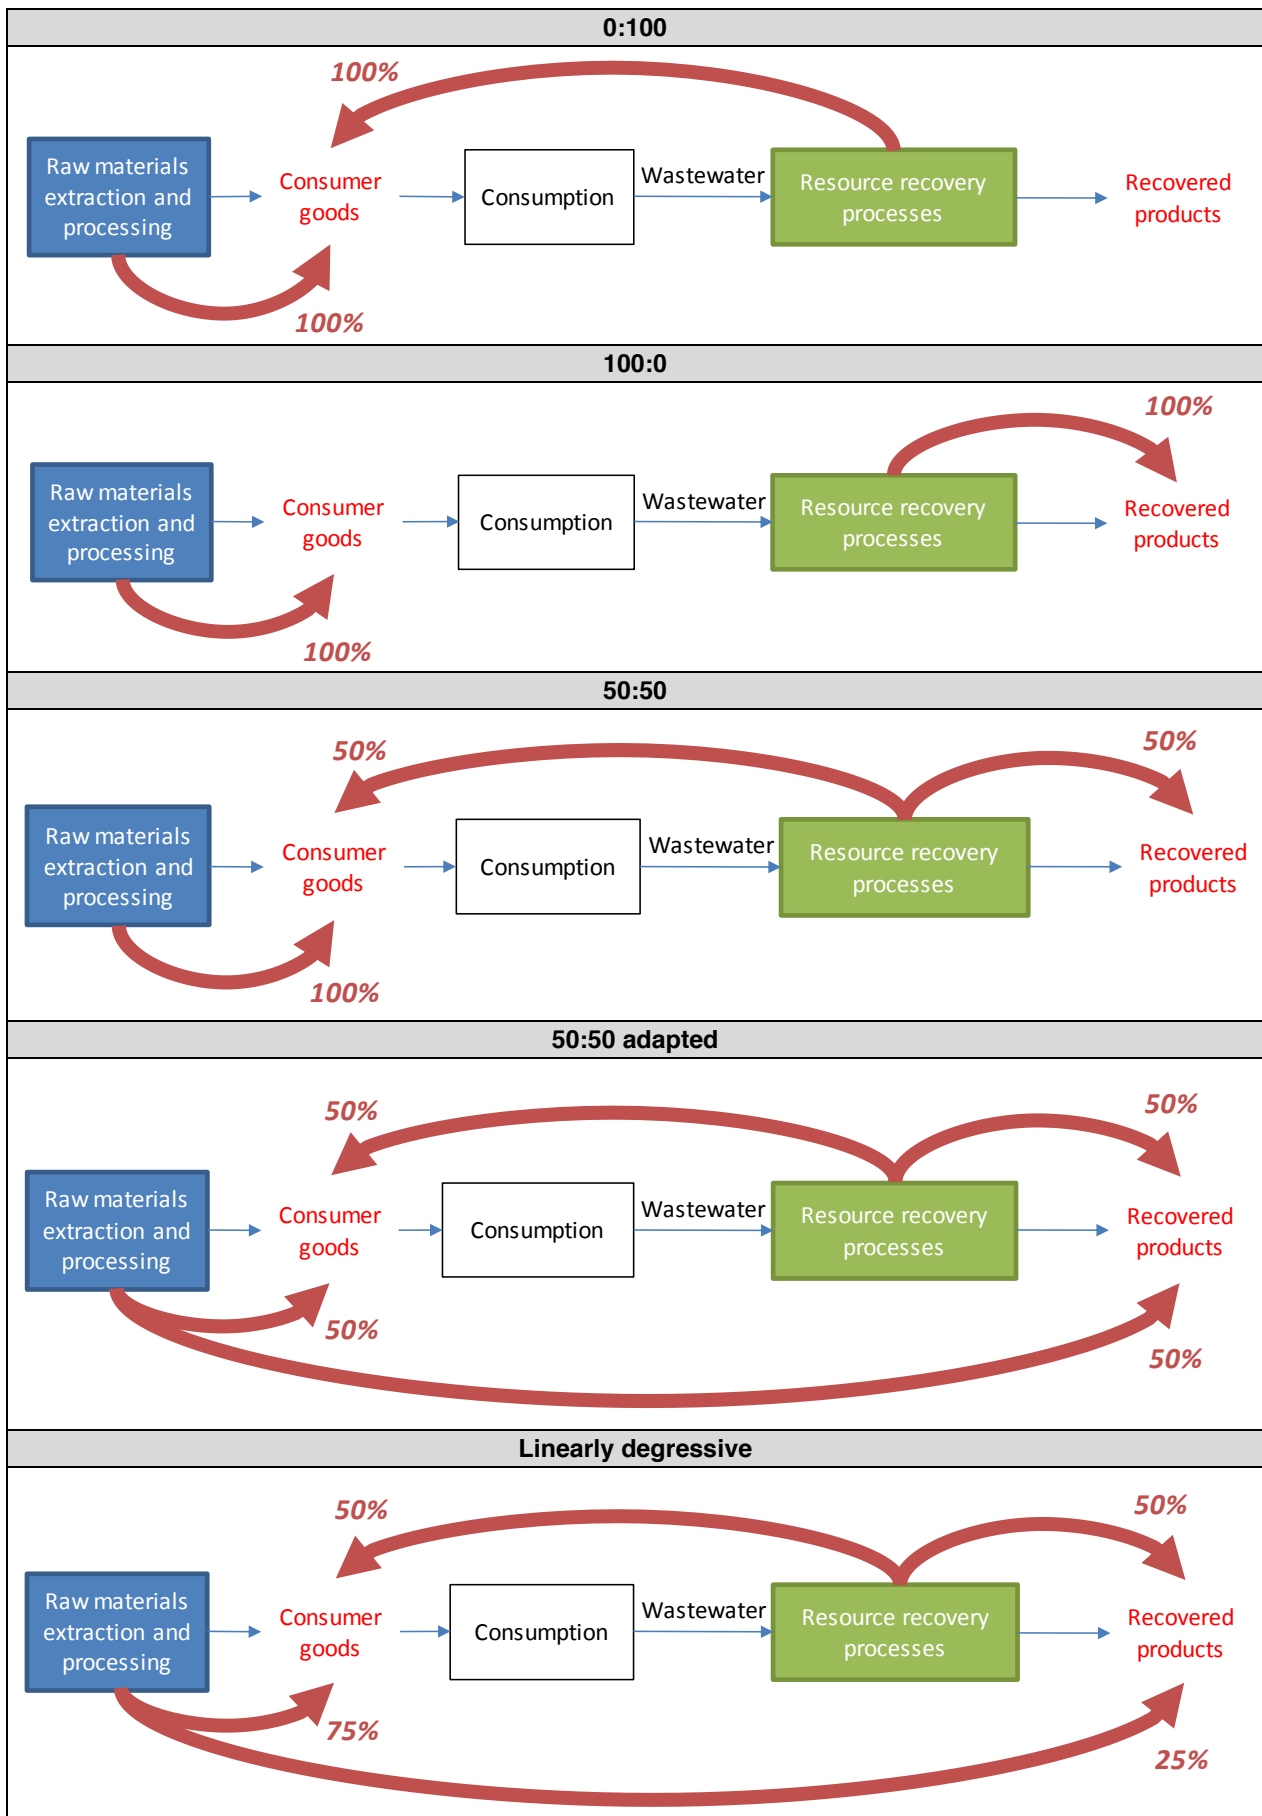 0:100
100%
Raw materials
extraction and
processing
Consumer
goods
Consumption
Wastewater
Resource recovery
processes
Recovered
products
100%
100:0
100%
Raw materials
extraction and
processing
Consumer
goods
Consumption
Wastewater
Resource recovery
processes
Recovered
products
100%
50:50
50%
50%
Raw materials
extraction and
processing
Consumer
goods
Consumption
Wastewater
Resource recovery
processes
Recovered
products
100%
50:50 adapted
50%
50%
Raw materials
extraction and
processing
Consumer
goods
Consumption
Wastewater
Resource recovery
processes
Recovered
products
50%
50%
Linearly degressive
50%
50%
Raw materials
extraction and
processing
Consumer
goods
Consumption
Wastewater
Resource recovery
processes
Recovered
products
75%
25%